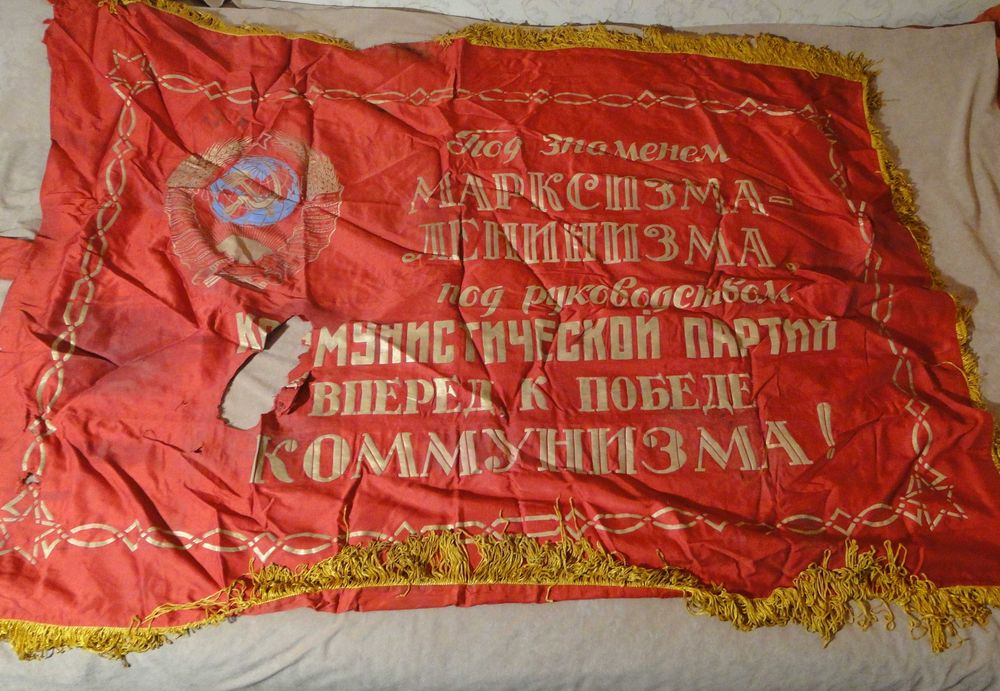 Под знаменем
МАРКСИЗМА-
ЛЕНИНИЗМА,
под руководством
КОММУНИСТИЧЕСКОЙ ПАРТИИ
ВПЕРЕД, К ПОБЕДЕ
КОММУНИЗМА!